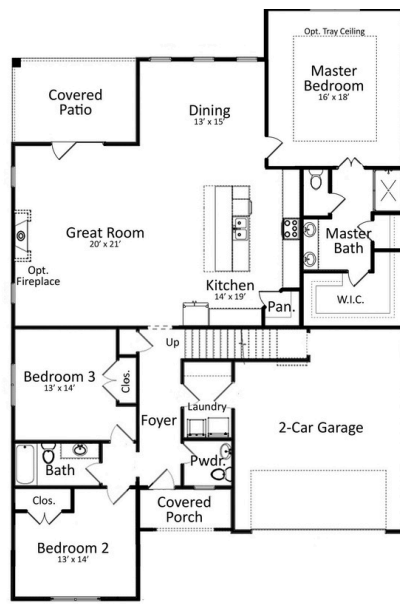 Opt. Tray Ceiling
Master
Bedroom
16' x 18'
Covered
Patio
Dining
13' x 15'
Great Room
20' x 21'
Opt.
Fireplace
Master
Bath
Kitchen
14' x 19'
Pan.
W.I.C.
Up
Bedroom 3
13' x 14'
Clos.
Laundry
Foyer
2-Car Garage
Bath
Pwdr.
Clos.
Covered
Porch
Bedroom 2
13' x 14'